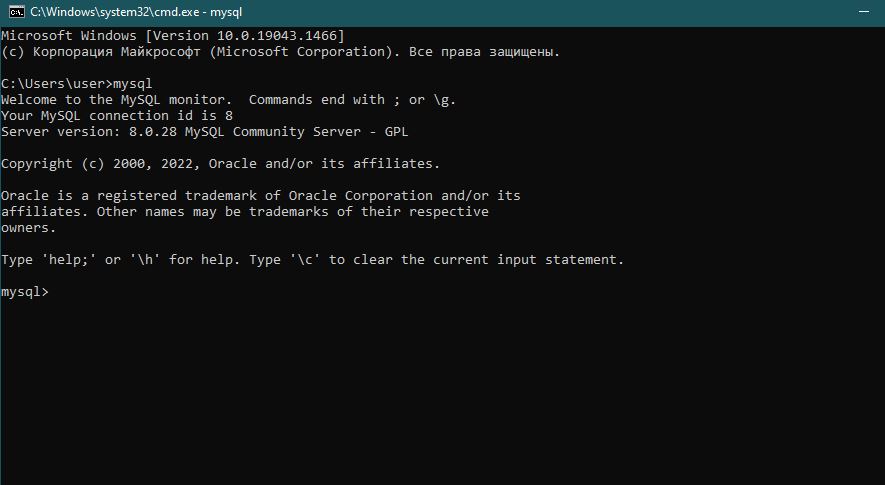 C:\Windows\system32\cmd.exe - mysql
Microsoft Windows [Version 10.0.19043.1466]
(c) Корпорация Майкрософт (Microsoft Corporation). Все права защищены.
C:\Users\user>mysql
Welcome to the MySQL monitor.  Commands end with ; or \g.
Your MySQL connection id is 8
Server version: 8.0.28 MySQL Community Server - GPL
Copyright (c) 2000, 2022, Oracle and/or its affiliates.
Oracle is a registered trademark of Oracle Corporation and/or its
affiliates. Other names may be trademarks of their respective
owners.
Type 'help;' or '\h' for help. Type '\c' to clear the current input statement.
mysql>